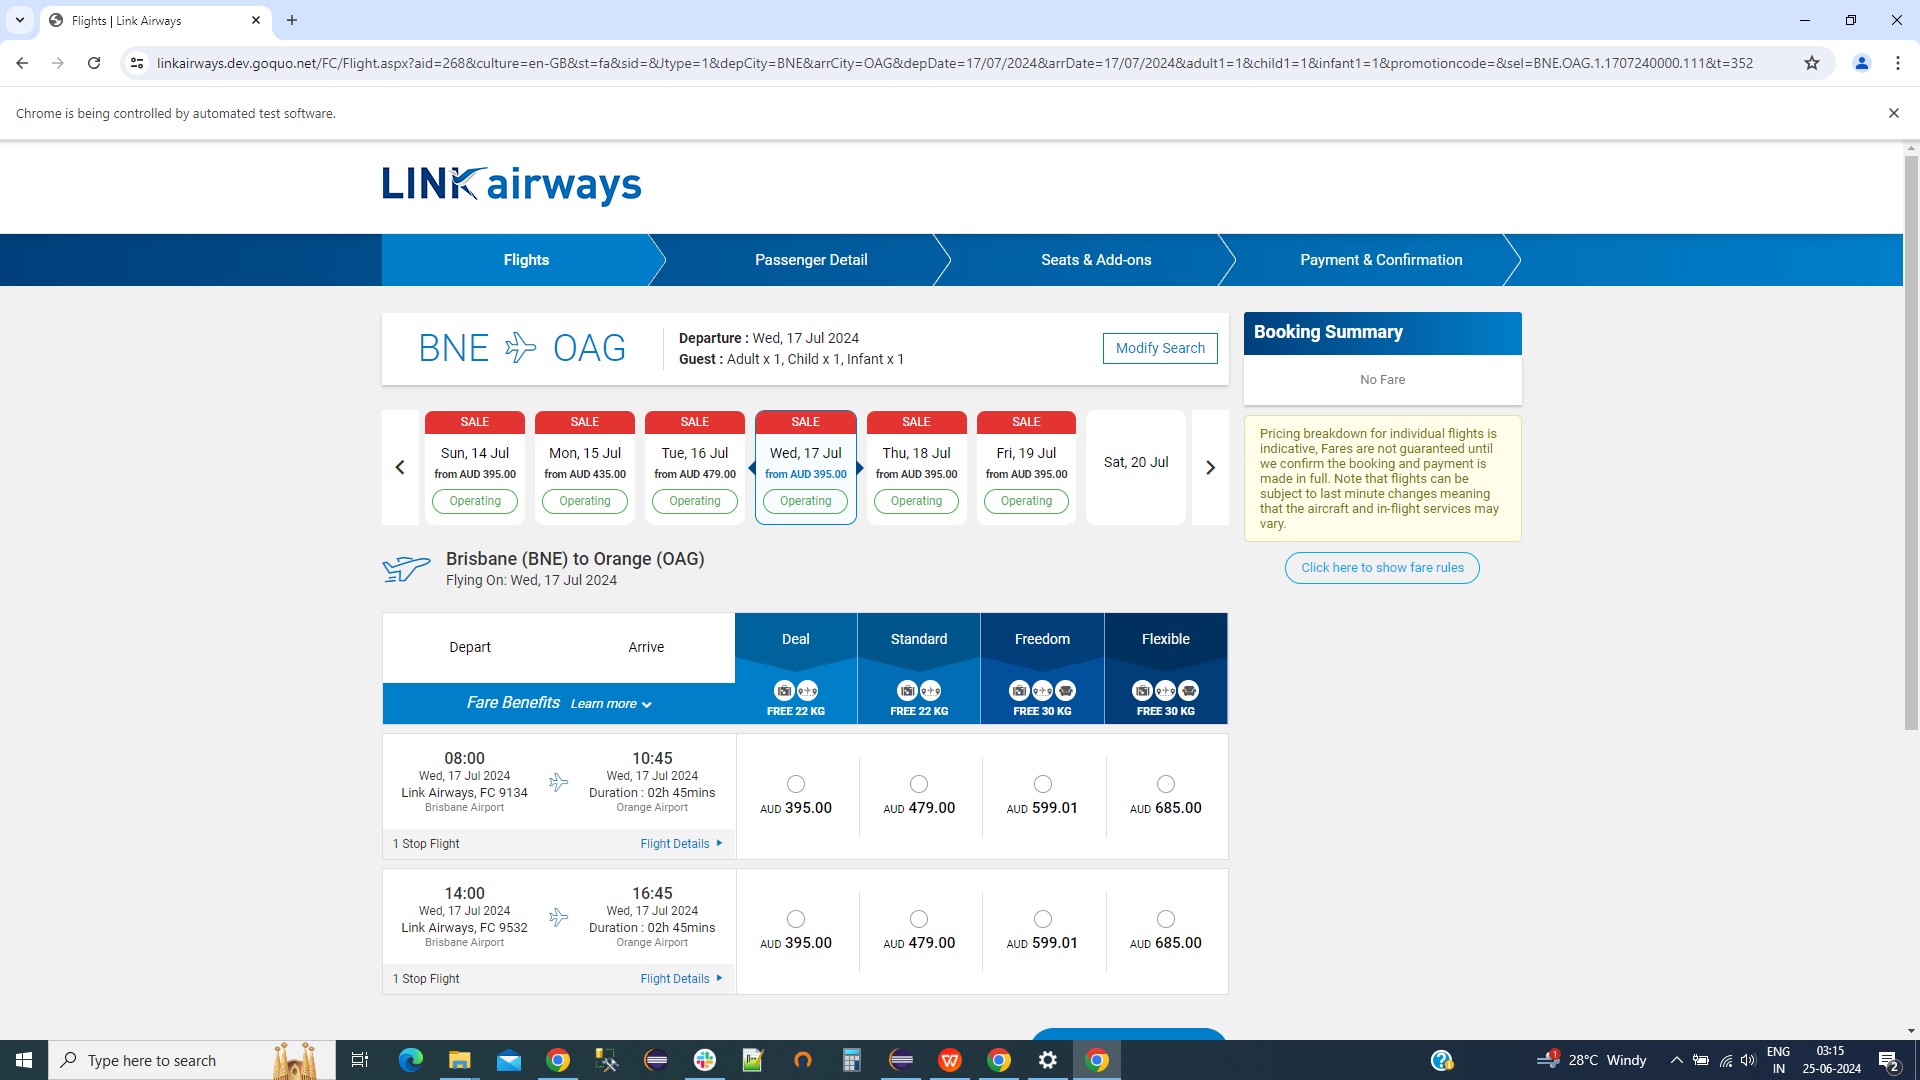 Flights | Link Airways
linkairways.dev.goquo.net/FC/Flight.aspx?aid=268&culture=en-GB&st=fa&sid=&Jtype=1&depCity=BNE&arrCity=OAG&depDate=17/07/2024&arrDate=17/07/2024&adult1=1&child1=1&infant1=1&promotioncode=&sel=BNE.OAG.1.1707240000.111&t=352
Chrome is being controlled by automated test software.
LINK airways
Flights
Passenger Detail
Seats & Add-ons
Payment & Confirmation
BNE OAG
Departure : Wed, 17 Jul 2024
Guest : Adult x 1, Child x 1, Infant x 1
Modify Search
Booking Summary
No Fare
SALE SALE SALE SALE SALE SALE
Sun, 14 Jul Mon, 15 Jul Tue, 16 Jul Wed, 17 Jul Thu, 18 Jul Fri, 19 Jul Sat, 20 Jul
from AUD 395.00 from AUD 435.00 from AUD 479.00 from AUD 395.00 from AUD 395.00 from AUD 395.00
Operating Operating Operating Operating Operating Operating
Pricing breakdown for individual flights is
indicative, Fares are not guaranteed until
we confirm the booking and payment is
made in full. Note that flights can be
subject to last minute changes meaning
that the aircraft and in-flight services may
vary.
Click here to show fare rules
Brisbane (BNE) to Orange (OAG)
Flying On: Wed, 17 Jul 2024
Depart Arrive Deal Standard Freedom Flexible
Fare Benefits Learn more
FREE 22 KG FREE 22 KG FREE 30 KG FREE 30 KG
08:00 10:45
Wed, 17 Jul 2024 Wed, 17 Jul 2024
Link Airways, FC 9134 Duration : 02h 45mins
Brisbane Airport Orange Airport
AUD 395.00 AUD 479.00 AUD 599.01 AUD 685.00
1 Stop Flight Flight Details
14:00 16:45
Wed, 17 Jul 2024 Wed, 17 Jul 2024
Link Airways, FC 9532 Duration : 02h 45mins
Brisbane Airport Orange Airport
AUD 395.00 AUD 479.00 AUD 599.01 AUD 685.00
1 Stop Flight Flight Details
Type here to search
1
28°C Windy
ENG
IN
03:15
25-06-2024
2